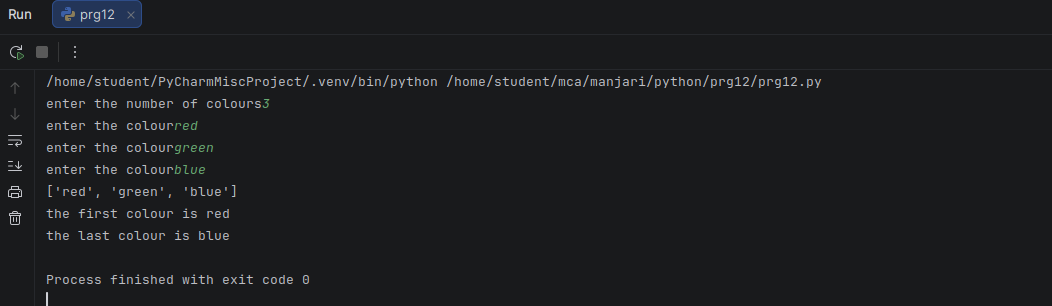 Run prg12
/home/student/PyCharmMiscProject/.venv/bin/python /home/student/mca/manjari/python/prg12/prg12.py
enter the number of colours3
enter the colourred
enter the colourgreen
enter the colourblue
['red', 'green', 'blue']
the first colour is red
the last colour is blue
Process finished with exit code 0